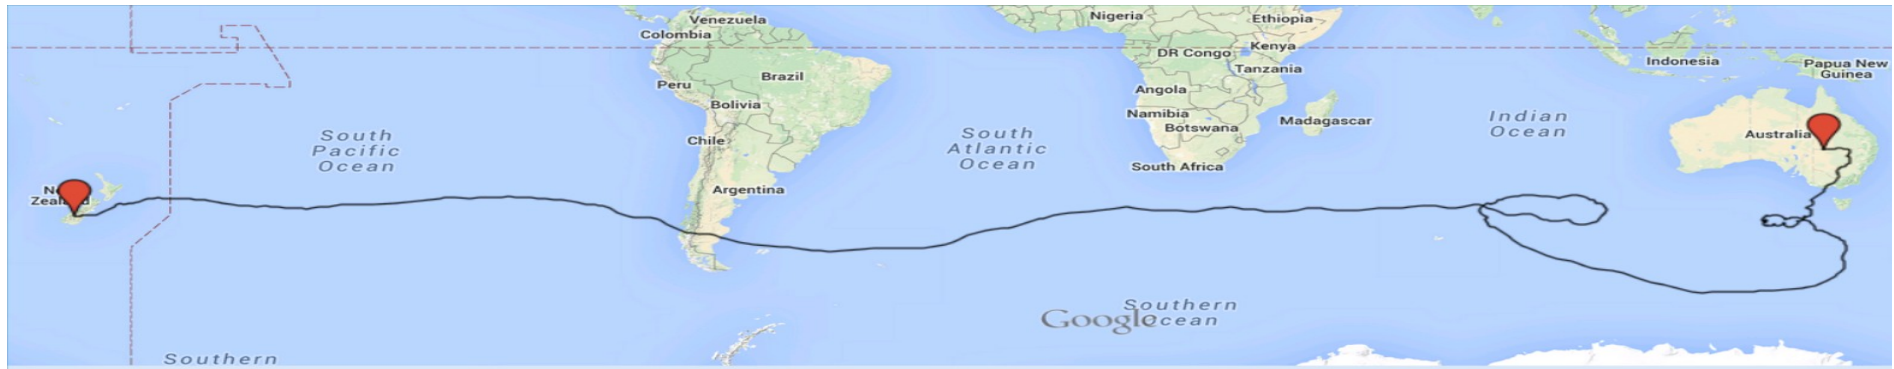 Venezuela
Colombia
Nigeria
Ethiopia
DR Congo
Kenya
Indonesia
Papua New
Guinea
Tanzania
Brazil
Peru
Angola
Bolivia
Namibia
Botswana
Madagascar
Indian
Ocean
Australia
South
Pacific
Ocean
Chile
South
Atlantic
Ocean
South Africa
Argentina
Southern
Ocean
Google
Southern